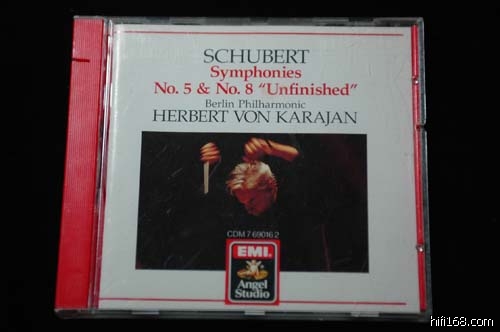 SCHUBERT
Symphonies
No. 5 & No. 8 "Unfinished"
Berlin Philharmonic
HERBERT VON KARAJAN
CDM 7 69016 2
EMI
Angel
Studio
hifi168.com